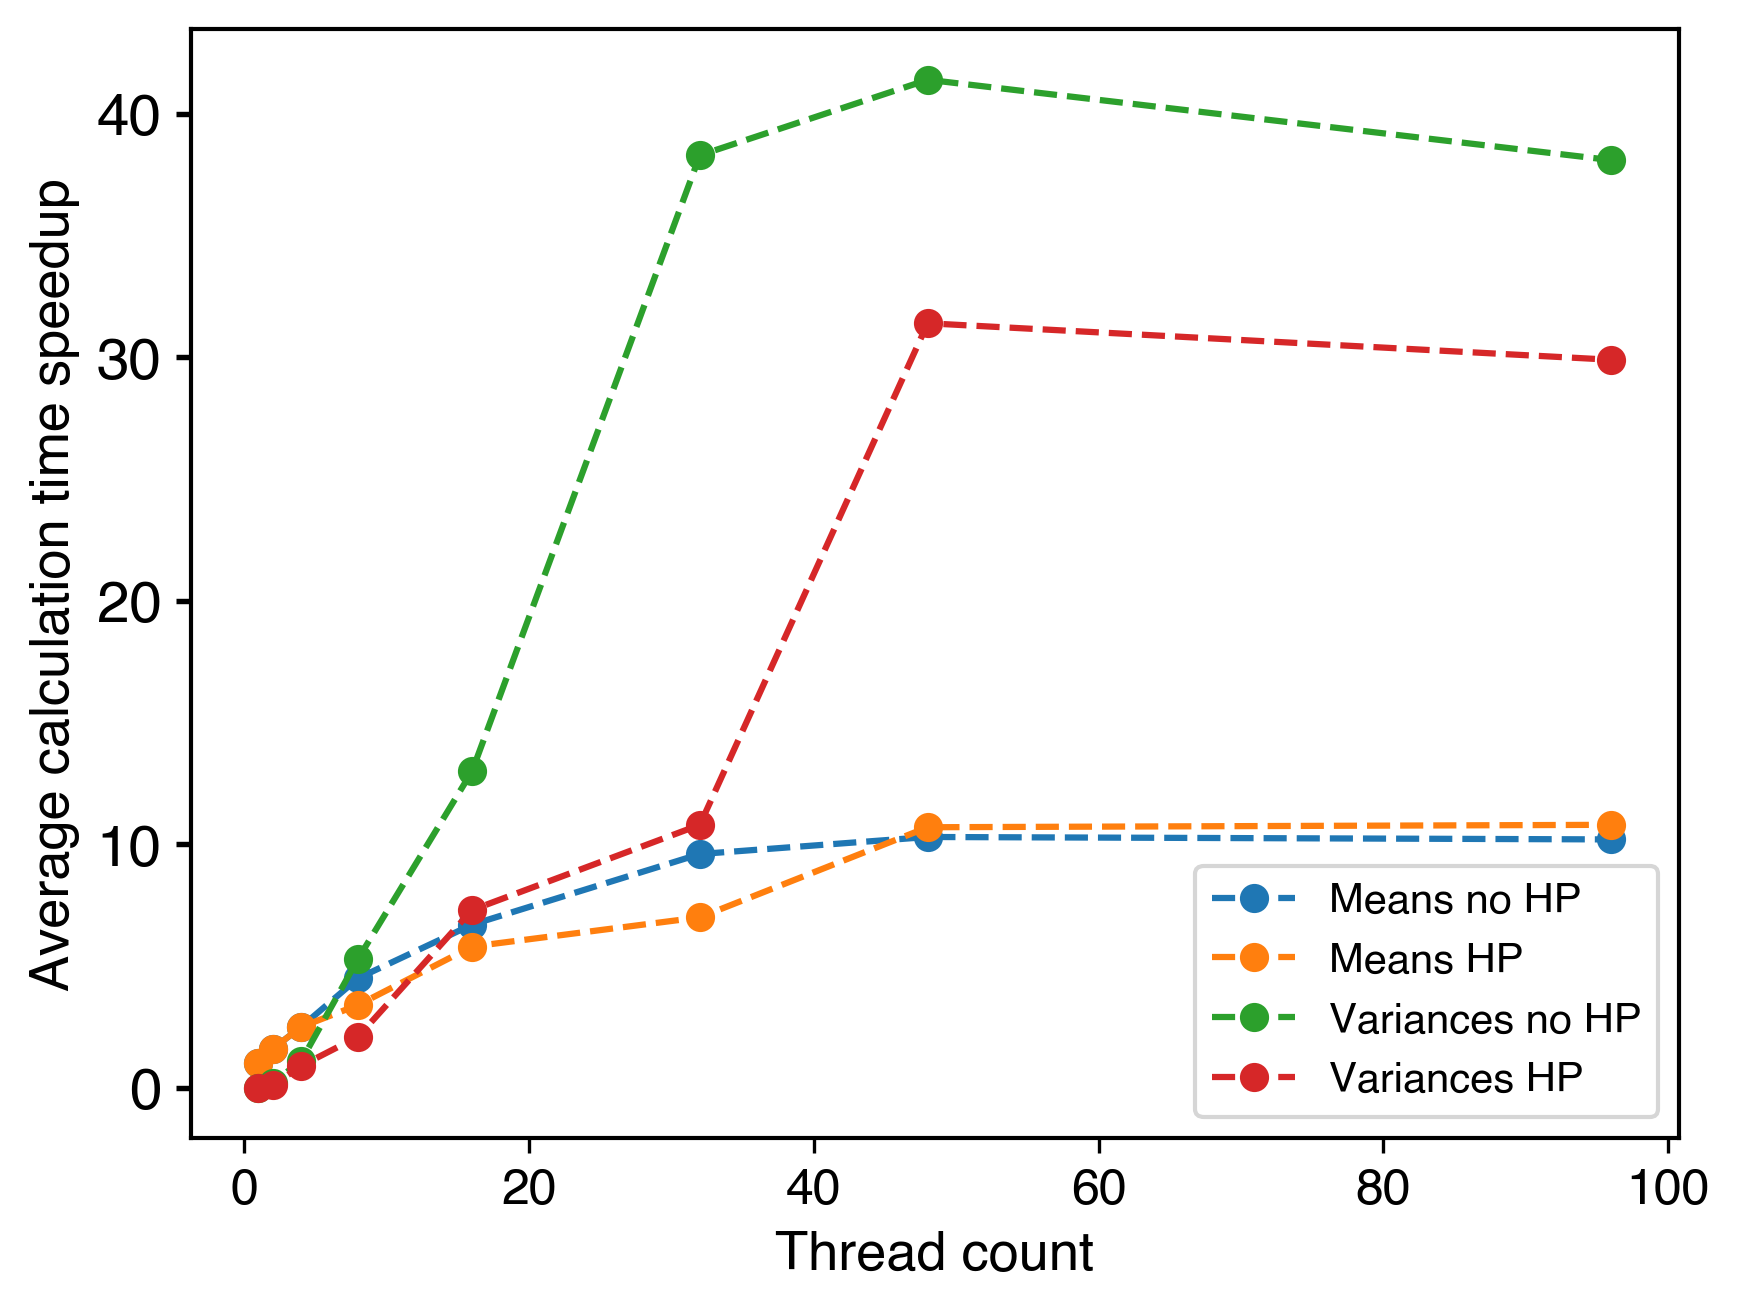 Average calculation time speedup
40
30
20
10
0
0 20 40 60 80 100
Thread count
Means no HP
Means HP
Variances no HP
Variances HP